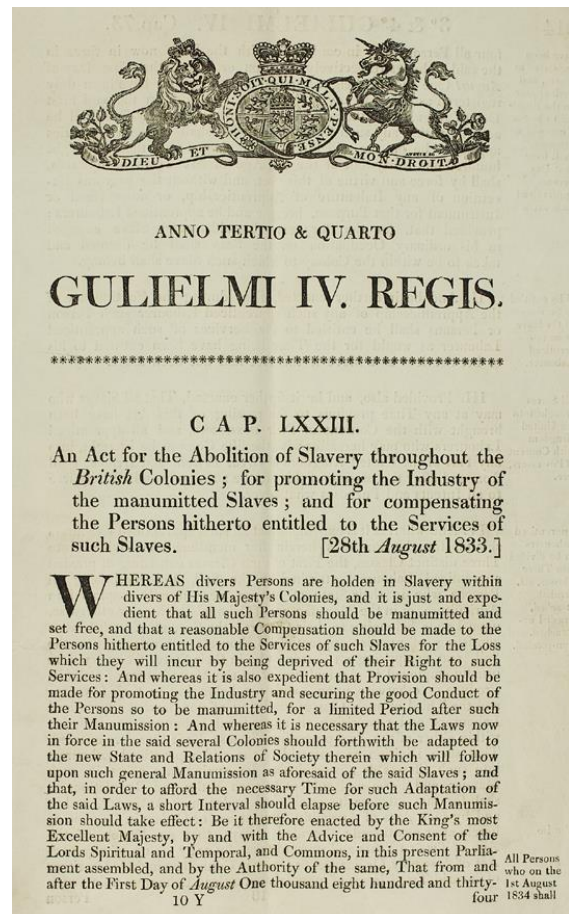 HONI·SOIT·QUI·MAL·Y·PENSE
DIEU ET MON·DROIT
ANNO TERTIO & QUARTO
GULIELMI IV. REGIS.
CAP. LXXIII.
An Act for the Abolition of Slavery throughout the
British Colonies ; for promoting the Industry of
the manumitted Slaves ; and for compensating
the Persons hitherto entitled to the Services of
such Slaves. [28th August 1833.]
WHEREAS divers Persons are holden in Slavery within
divers of His Majesty's Colonies, and it is just and expe-
dient that all such Persons should be manumitted and
set free, and that a reasonable Compensation should be made to the
Persons hitherto entitled to the Services of such Slaves for the Loss
which they will incur by being deprived of their Right to such
Services : And whereas it is also expedient that Provision should be
made for promoting the Industry and securing the good Conduct of
the Persons so to be manumitted, for a limited Period after such
their Manumission : And whereas it is necessary that the Laws now
in force in the said several Colonies should forthwith be adapted to
the new State and Relations of Society therein which will follow
upon such general Manumission as aforesaid of the said Slaves ; and
that, in order to afford the necessary Time for such Adaptation of
the said Laws, a short Interval should elapse before such Manumis-
sion should take effect : Be it therefore enacted by the King's most
Excellent Majesty, by and with the Advice and Consent of the
Lords Spiritual and Temporal, and Commons, in this present Parlia-
ment assembled, and by the Authority of the same, That from and
after the First Day of August One thousand eight hundred and thirty-
10 Y four
All Persons
who on the
1st August
1834 shall